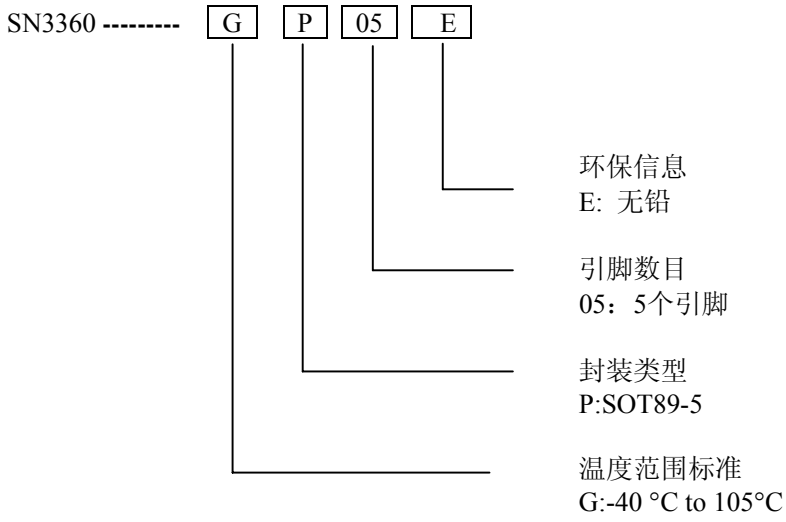 SN3360 --------- G P 05 E
环保信息
E: 无铅
引脚数目
05：5个引脚
封装类型
P:SOT89-5
温度范围标准
G:-40 °C to 105°C